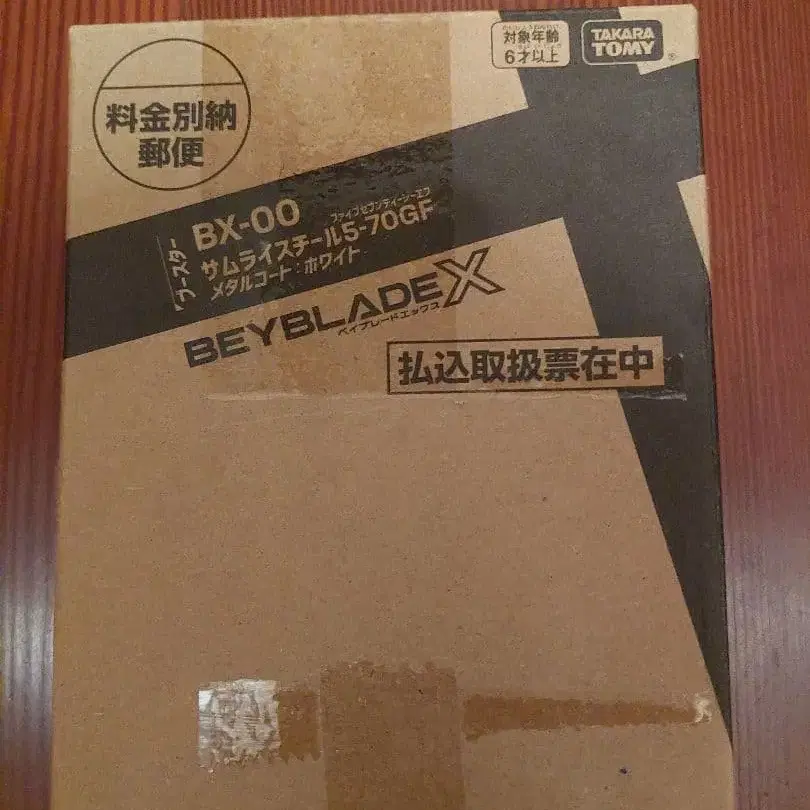 対象年齢
6才以上
TAKARA
TOMY
料金別納
郵便
ブースター
BX-00
ファイブセブンティージーエフ
サムライスチール5-70GF
メタルコート:ホワイト
BEYBLADE X
ベイブレードエックス
払込取扱票在中